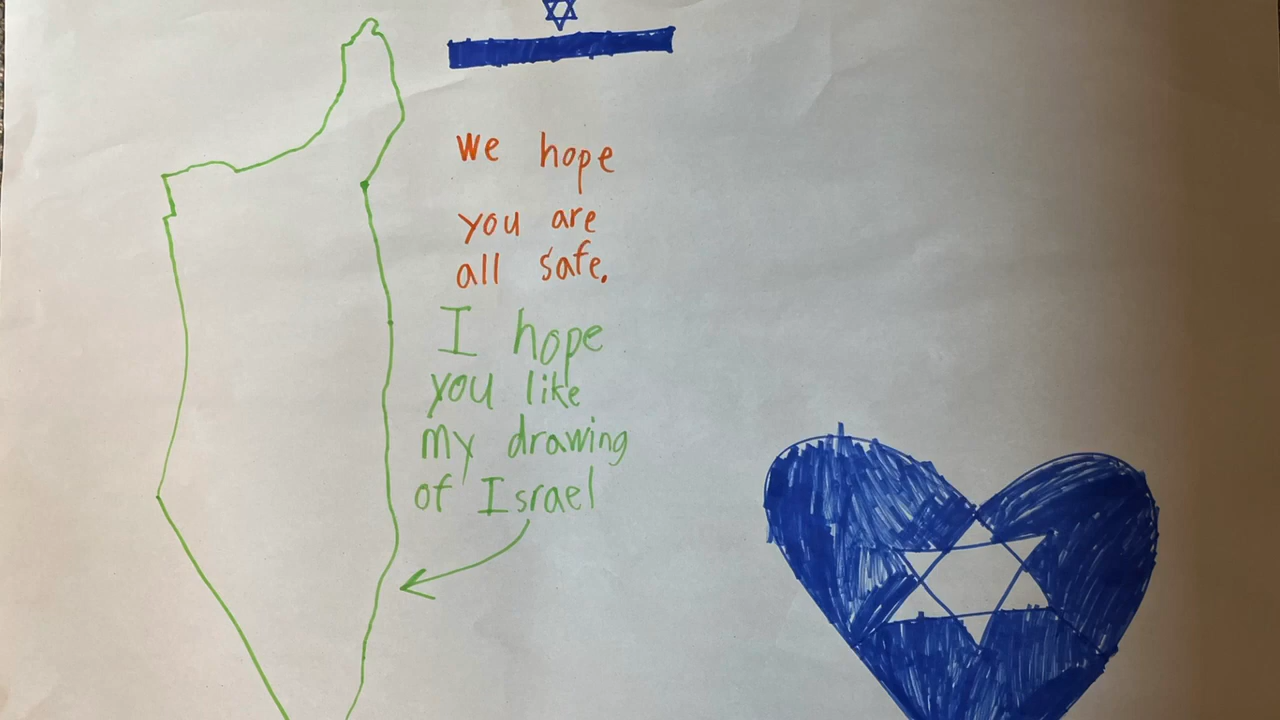 We hope
you are
all safe.
I hope
you like
my drawing
of Israel